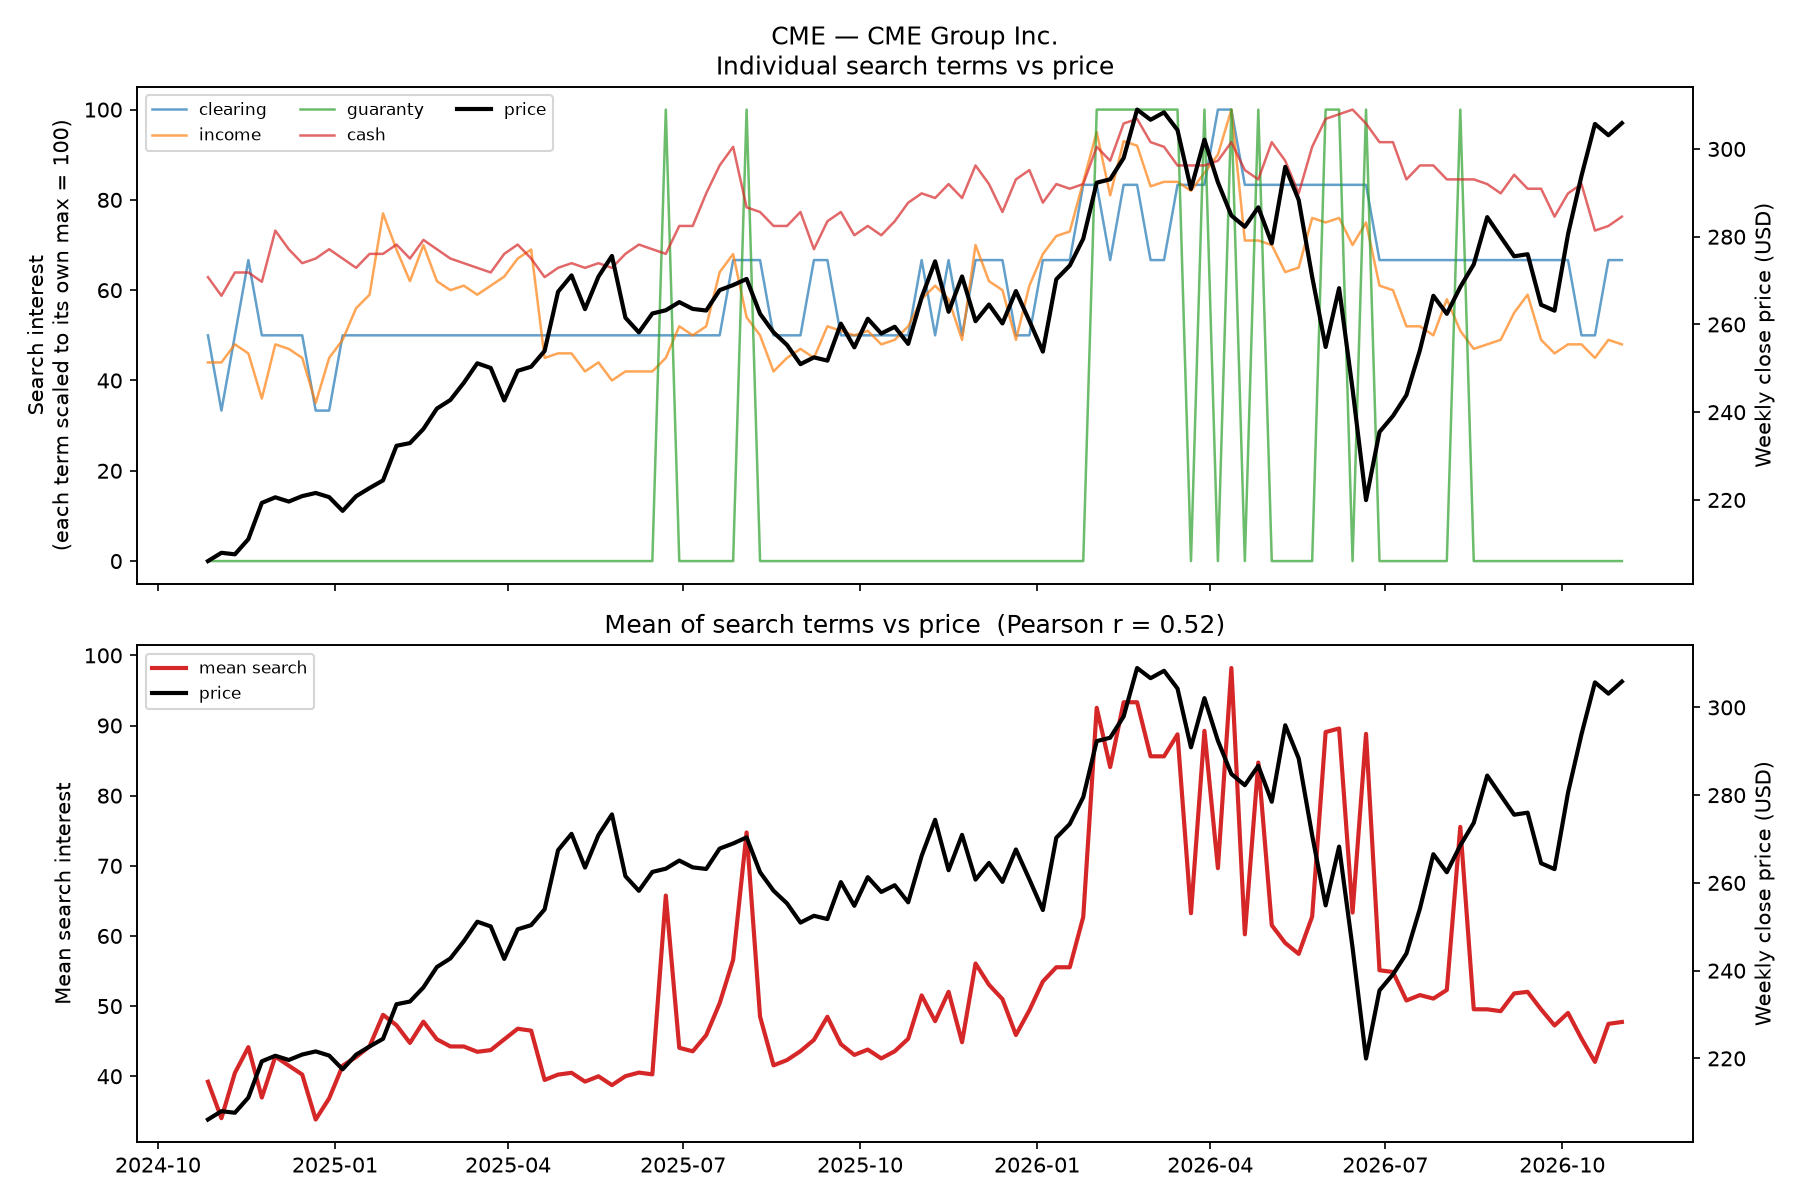 CME — CME Group Inc.
Individual search terms vs price
clearing
income
guaranty
cash
price
Search interest
(each term scaled to its own max = 100)
100
80
60
40
20
0
300
280
260
240
220
Weekly close price (USD)
Mean of search terms vs price (Pearson r = 0.52)
mean search
price
Mean search interest
100
90
80
70
60
50
40
300
280
260
240
220
Weekly close price (USD)
2024-10 2025-01 2025-04 2025-07 2025-10 2026-01 2026-04 2026-07 2026-10